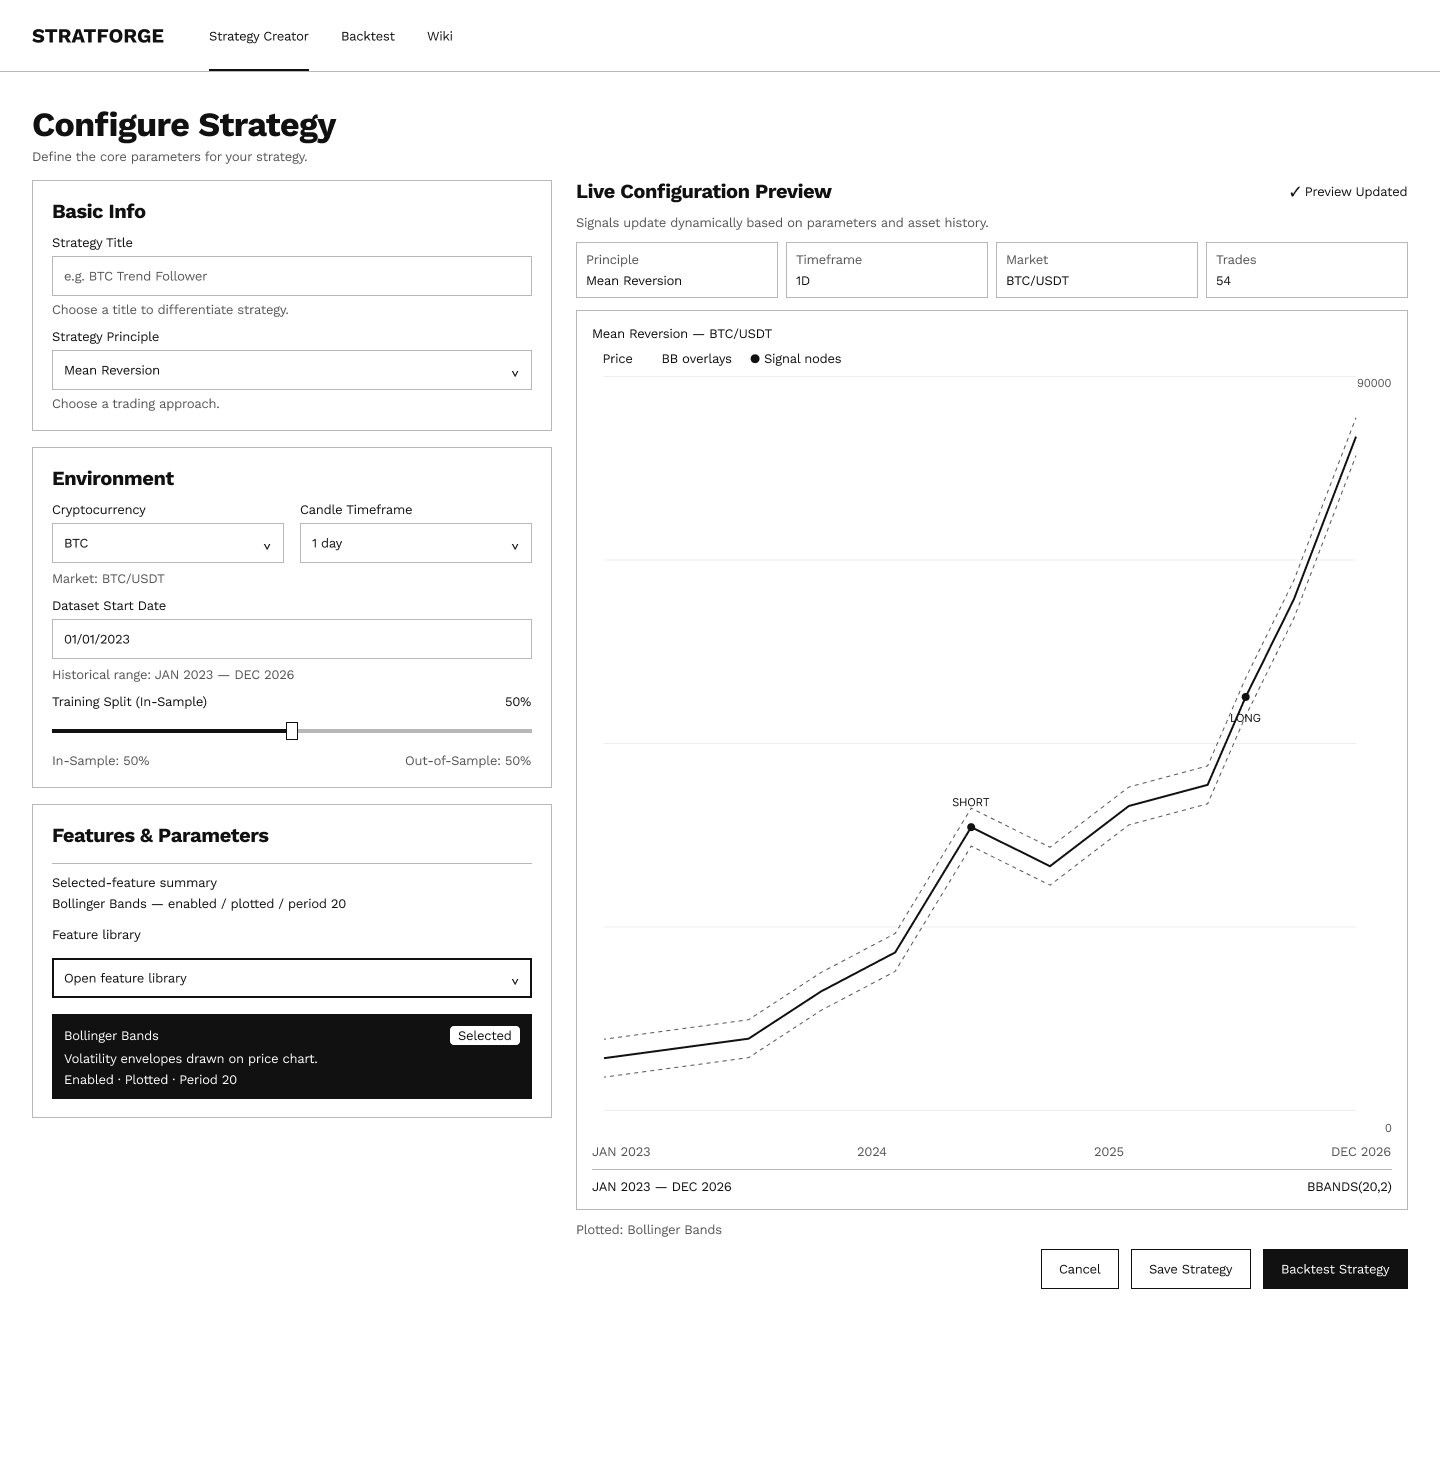 STRATFORGE
Strategy Creator
Backtest
Wiki
Configure Strategy
Define the core parameters for your strategy.
Basic Info
Strategy Title
e.g. BTC Trend Follower
Choose a title to differentiate strategy.
Strategy Principle
Mean Reversion
Choose a trading approach.
Environment
Cryptocurrency
Candle Timeframe
BTC
1 day
Market: BTC/USDT
Dataset Start Date
01/01/2023
Historical range: JAN 2023 — DEC 2026
Training Split (In-Sample)
50%
In-Sample: 50%
Out-of-Sample: 50%
Features & Parameters
Selected-feature summary
Bollinger Bands — enabled / plotted / period 20
Feature library
Open feature library
Bollinger Bands
Selected
Volatility envelopes drawn on price chart.
Enabled · Plotted · Period 20
Live Configuration Preview
✓ Preview Updated
Signals update dynamically based on parameters and asset history.
Principle
Mean Reversion
Timeframe
1D
Market
BTC/USDT
Trades
54
Mean Reversion — BTC/USDT
Price
BB overlays
Signal nodes
90000
LONG
SHORT
0
JAN 2023
2024
2025
DEC 2026
JAN 2023 — DEC 2026
BBANDS(20,2)
Plotted: Bollinger Bands
Cancel
Save Strategy
Backtest Strategy